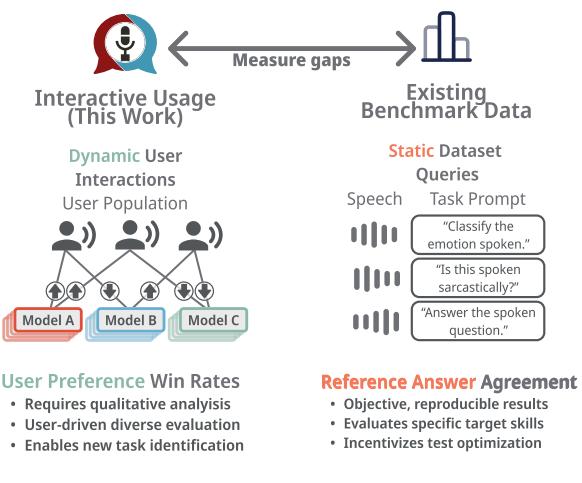 Measure gaps
Interactive Usage
(This Work)
Dynamic User
Interactions
User Population
Model A
Model B
Model C
User Preference Win Rates
• Requires qualitative analyisis
• User-driven diverse evaluation
• Enables new task identification
Existing
Benchmark Data
Static Dataset
Queries
Speech
Task Prompt
“Classify the
emotion spoken.”
“Is this spoken
sarcastically?”
“Answer the spoken
question.”
Reference Answer Agreement
• Objective, reproducible results
• Evaluates specific target skills
• Incentivizes test optimization